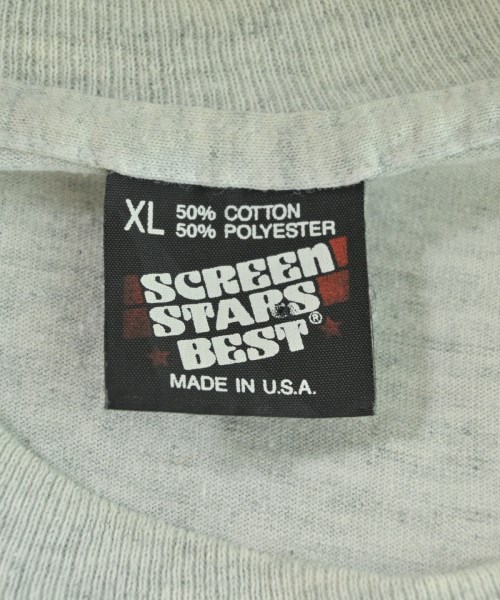 XL 50% COTTON
50% POLYESTER
SCREEN
STARS
BEST®
MADE IN U.S.A.